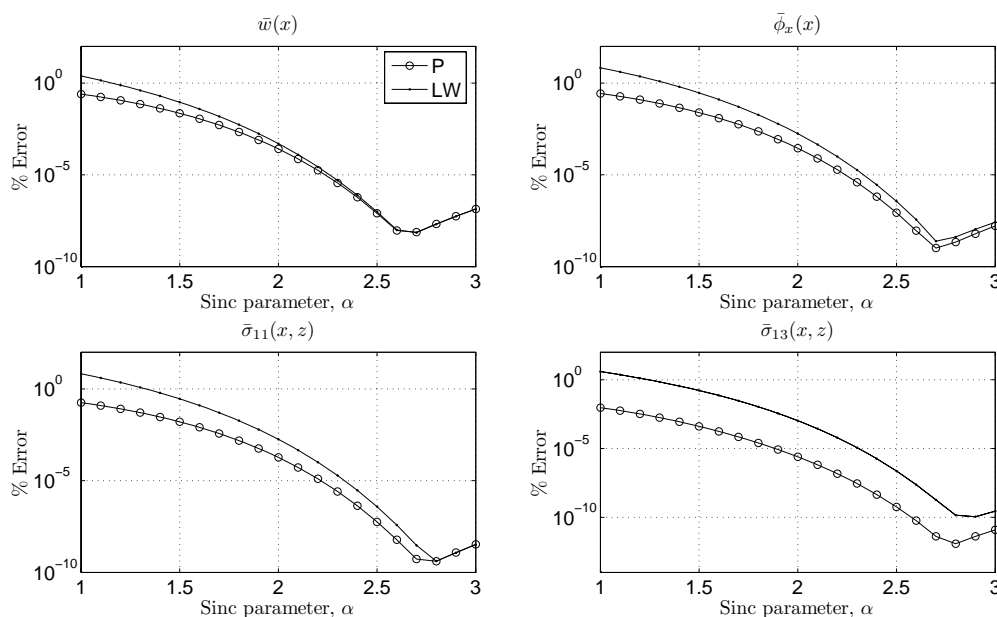 w̄(x)
% Error
10^0
10^-5
10^-10
P
LW
1 1.5 2 2.5 3
Sinc parameter, α
ϕ̄_x(x)
% Error
10^0
10^-5
10^-10
1 1.5 2 2.5 3
Sinc parameter, α
σ̄_11(x, z)
% Error
10^0
10^-5
10^-10
1 1.5 2 2.5 3
Sinc parameter, α
σ̄_13(x, z)
% Error
10^0
10^-5
10^-10
1 1.5 2 2.5 3
Sinc parameter, α